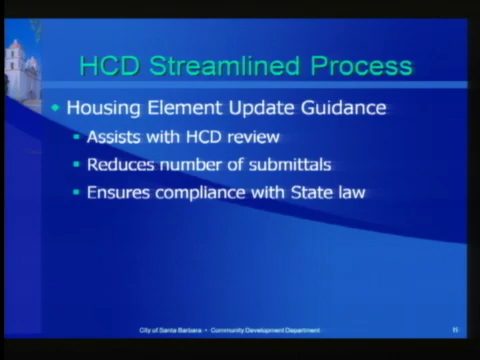 HCD Streamlined Process
Housing Element Update Guidance
Assists with HCD review
Reduces number of submittals
Ensures compliance with State law
City of Santa Barbara • Community Development Department